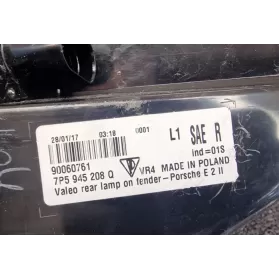 28/01/17 03:18 0001 L1 SAE R
ind=01S
90060761
7P5 945 208 Q VR4 MADE IN POLAND
Valeo rear lamp on fender-Porsche E 2 II